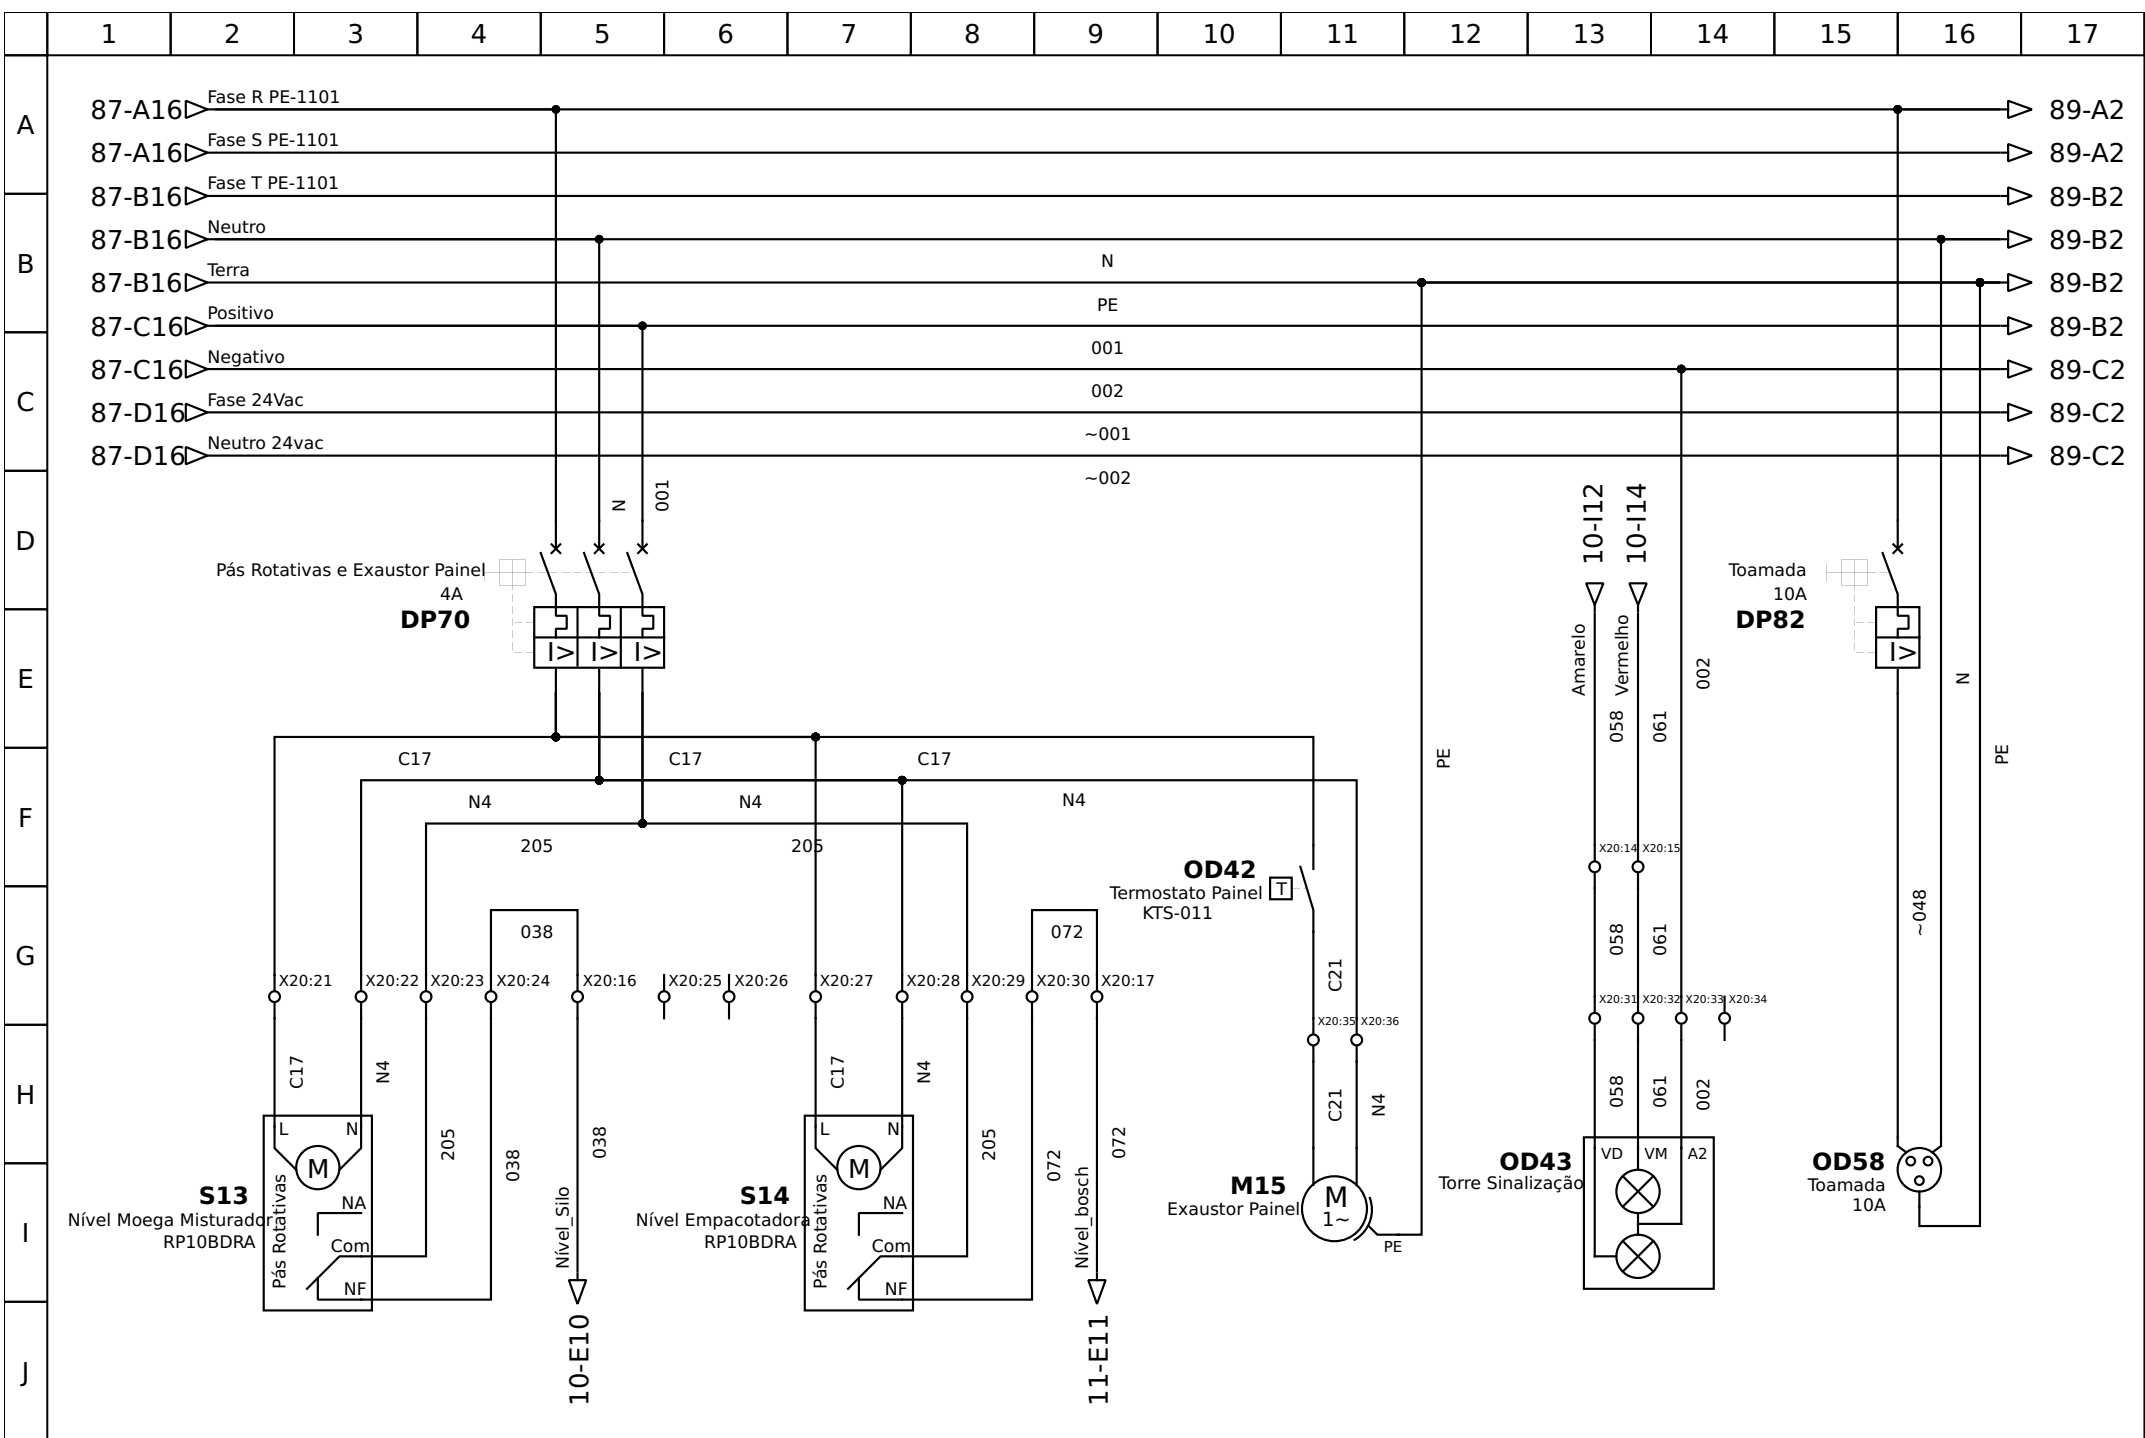 1 2 3 4 5 6 7 8 9 10 11 12 13 14 15 16 17
A
87-A16 Fase R PE-1101 89-A2
87-A16 Fase S PE-1101 89-A2
B
87-B16 Fase T PE-1101 89-B2
87-B16 Neutro 89-B2
N
87-B16 Terra 89-B2
PE
87-C16 Positivo 89-B2
001
C
87-C16 Negativo 89-C2
002
87-D16 Fase 24Vac 89-C2
~001
87-D16 Neutro 24vac 89-C2
~002
N
001
10-I12
10-I14
D
Pás Rotativas e Exaustor Painel
4A
DP70
I> I> I>
Toamada
10A
DP82
I>
E
Amarelo
Vermelho
058
061
002
N
PE
PE
C17 C17 C17
N4 N4 N4
F
205 205
OD42
Termostato Painel
KTS-011
T
X20:14 X20:15
~048
G
038
072
058
061
C21
X20:21 X20:22 X20:23 X20:24 X20:16 X20:25 X20:26 X20:27 X20:28 X20:29 X20:30 X20:17
X20:31 X20:32 X20:33 X20:34
X20:35 X20:36
H
C17
N4
205
038
038
C17
N4
205
072
072
C21
N4
058
061
002
L N
M
S13
Nível Moega Misturador
RP10BDRA
Pás Rotativas
NA
Com
NF
Nível_Silo
10-E10
L N
M
S14
Nível Empacotadora
RP10BDRA
Pás Rotativas
NA
Com
NF
Nível_bosch
11-E11
M15
Exaustor Painel
M
1~
PE
OD43
Torre Sinalização
VD VM A2
OD58
Toamada
10A
I
J